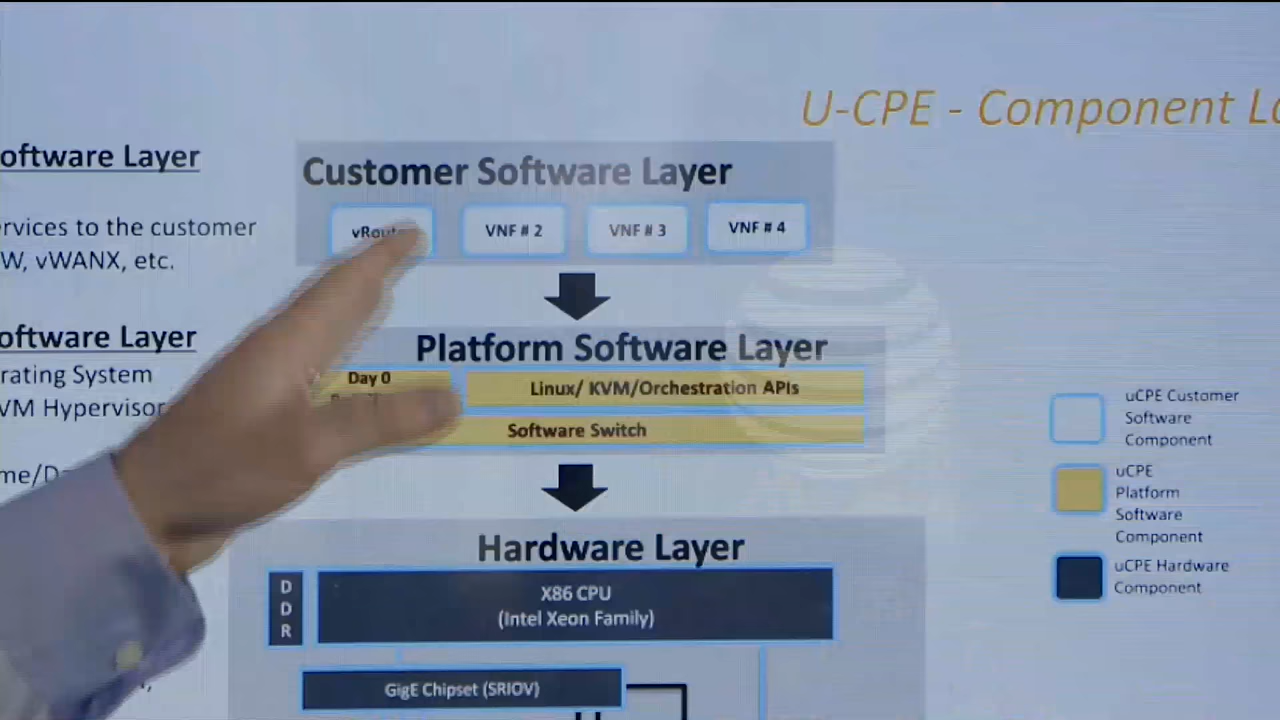 U-CPE - Component
oftware Layer
rvices to the customer
W, vWANX, etc.
oftware Layer
rating System
VM Hypervisor
Customer Software Layer
VNF # 2
VNF # 3
VNF # 4
Platform Software Layer
Day 0
Linux/ KVM/Orchestration APIs
Software Switch
Hardware Layer
D
D
R
X86 CPU
(Intel Xeon Family)
GigE Chipset (SRIOV)
uCPE Customer
Software
Component
uCPE
Platform
Software
Component
uCPE Hardware
Component